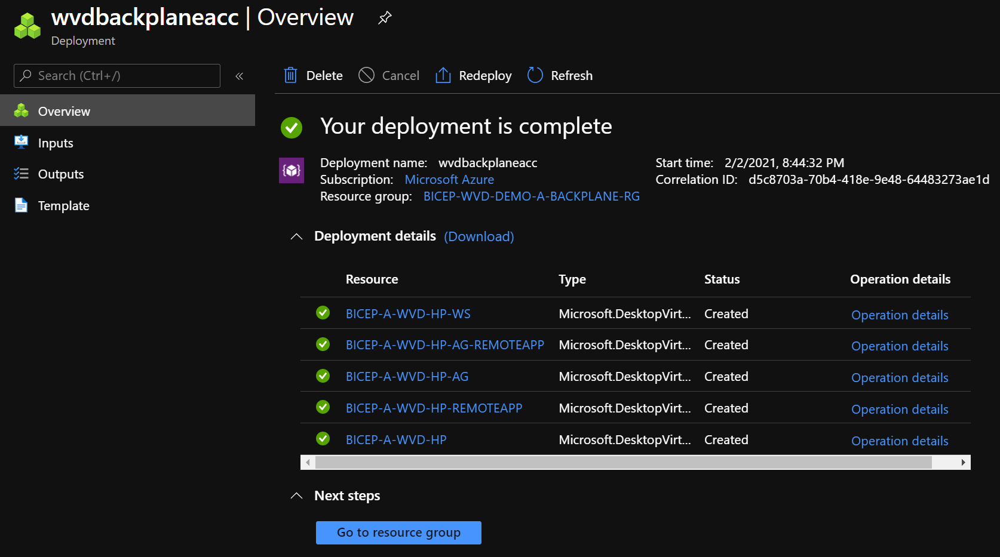 wvdbackplaneacc | Overview
Deployment
Search (Ctrl+/)
«
Delete Cancel Redeploy Refresh
Overview
Inputs
Outputs
Template
Your deployment is complete
Deployment name: wvdbackplaneacc
Subscription: Microsoft Azure
Resource group: BICEP-WVD-DEMO-A-BACKPLANE-RG
Start time: 2/2/2021, 8:44:32 PM
Correlation ID: d5c8703a-70b4-418e-9e48-64483273ae1d
Deployment details (Download)
Resource Type Status Operation details
BICEP-A-WVD-HP-WS Microsoft.DesktopVirt... Created Operation details
BICEP-A-WVD-HP-AG-REMOTEAPP Microsoft.DesktopVirt... Created Operation details
BICEP-A-WVD-HP-AG Microsoft.DesktopVirt... Created Operation details
BICEP-A-WVD-HP-REMOTEAPP Microsoft.DesktopVirt... Created Operation details
BICEP-A-WVD-HP Microsoft.DesktopVirt... Created Operation details
Next steps
Go to resource group